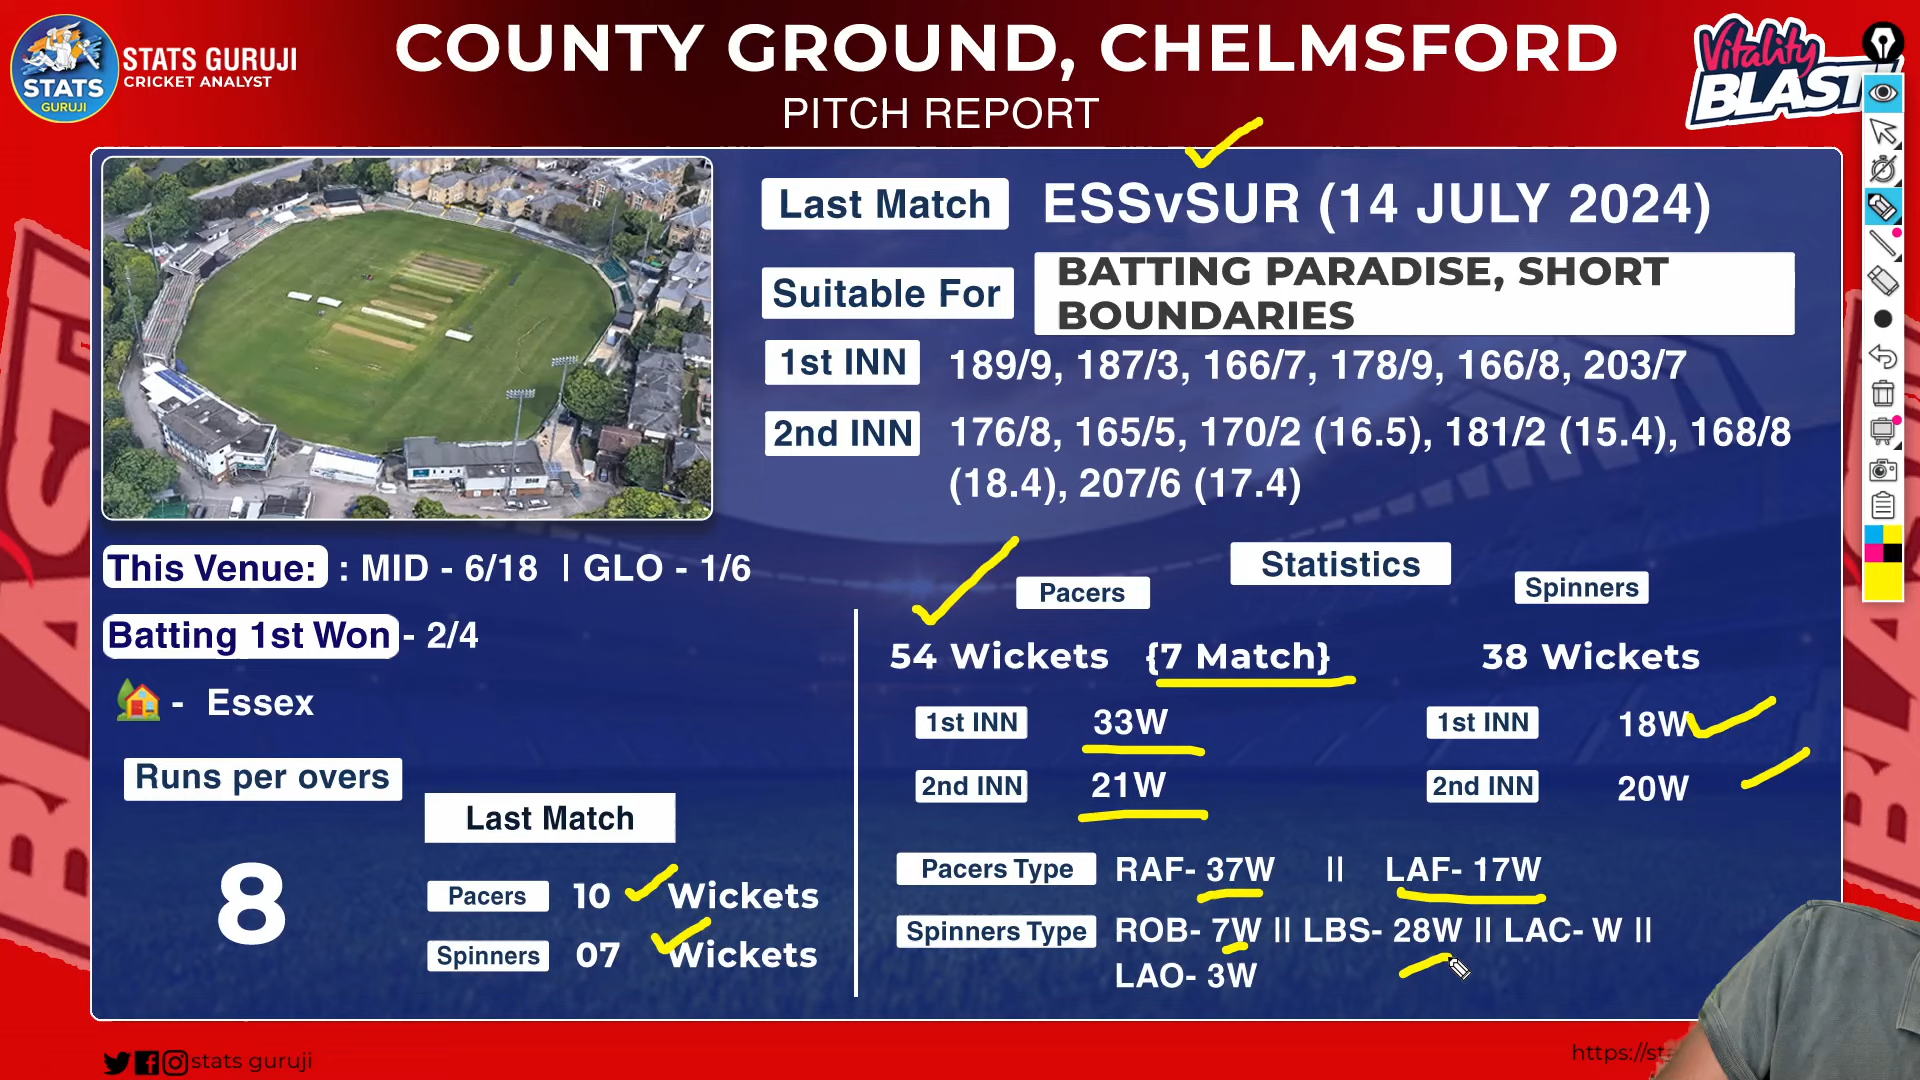 STATS GURUJI
CRICKET ANALYST
STATS
GURUJI
COUNTY GROUND, CHELMSFORD
PITCH REPORT
Vitality
BLAST
Last Match ESSvSUR (14 JULY 2024)
Suitable For BATTING PARADISE, SHORT
BOUNDARIES
1st INN 189/9, 187/3, 166/7, 178/9, 166/8, 203/7
2nd INN 176/8, 165/5, 170/2 (16.5), 181/2 (15.4), 168/8
(18.4), 207/6 (17.4)
This Venue: : MID - 6/18 | GLO - 1/6
Batting 1st Won - 2/4
- Essex
Runs per overs
8
Last Match
Pacers 10 Wickets
Spinners 07 Wickets
Statistics
Pacers Spinners
54 Wickets {7 Match} 38 Wickets
1st INN 33W 1st INN 18W
2nd INN 21W 2nd INN 20W
Pacers Type RAF- 37W || LAF- 17W
Spinners Type ROB- 7W || LBS- 28W || LAC- W ||
LAO- 3W
stats guruji
https://
BLAST
BLAST